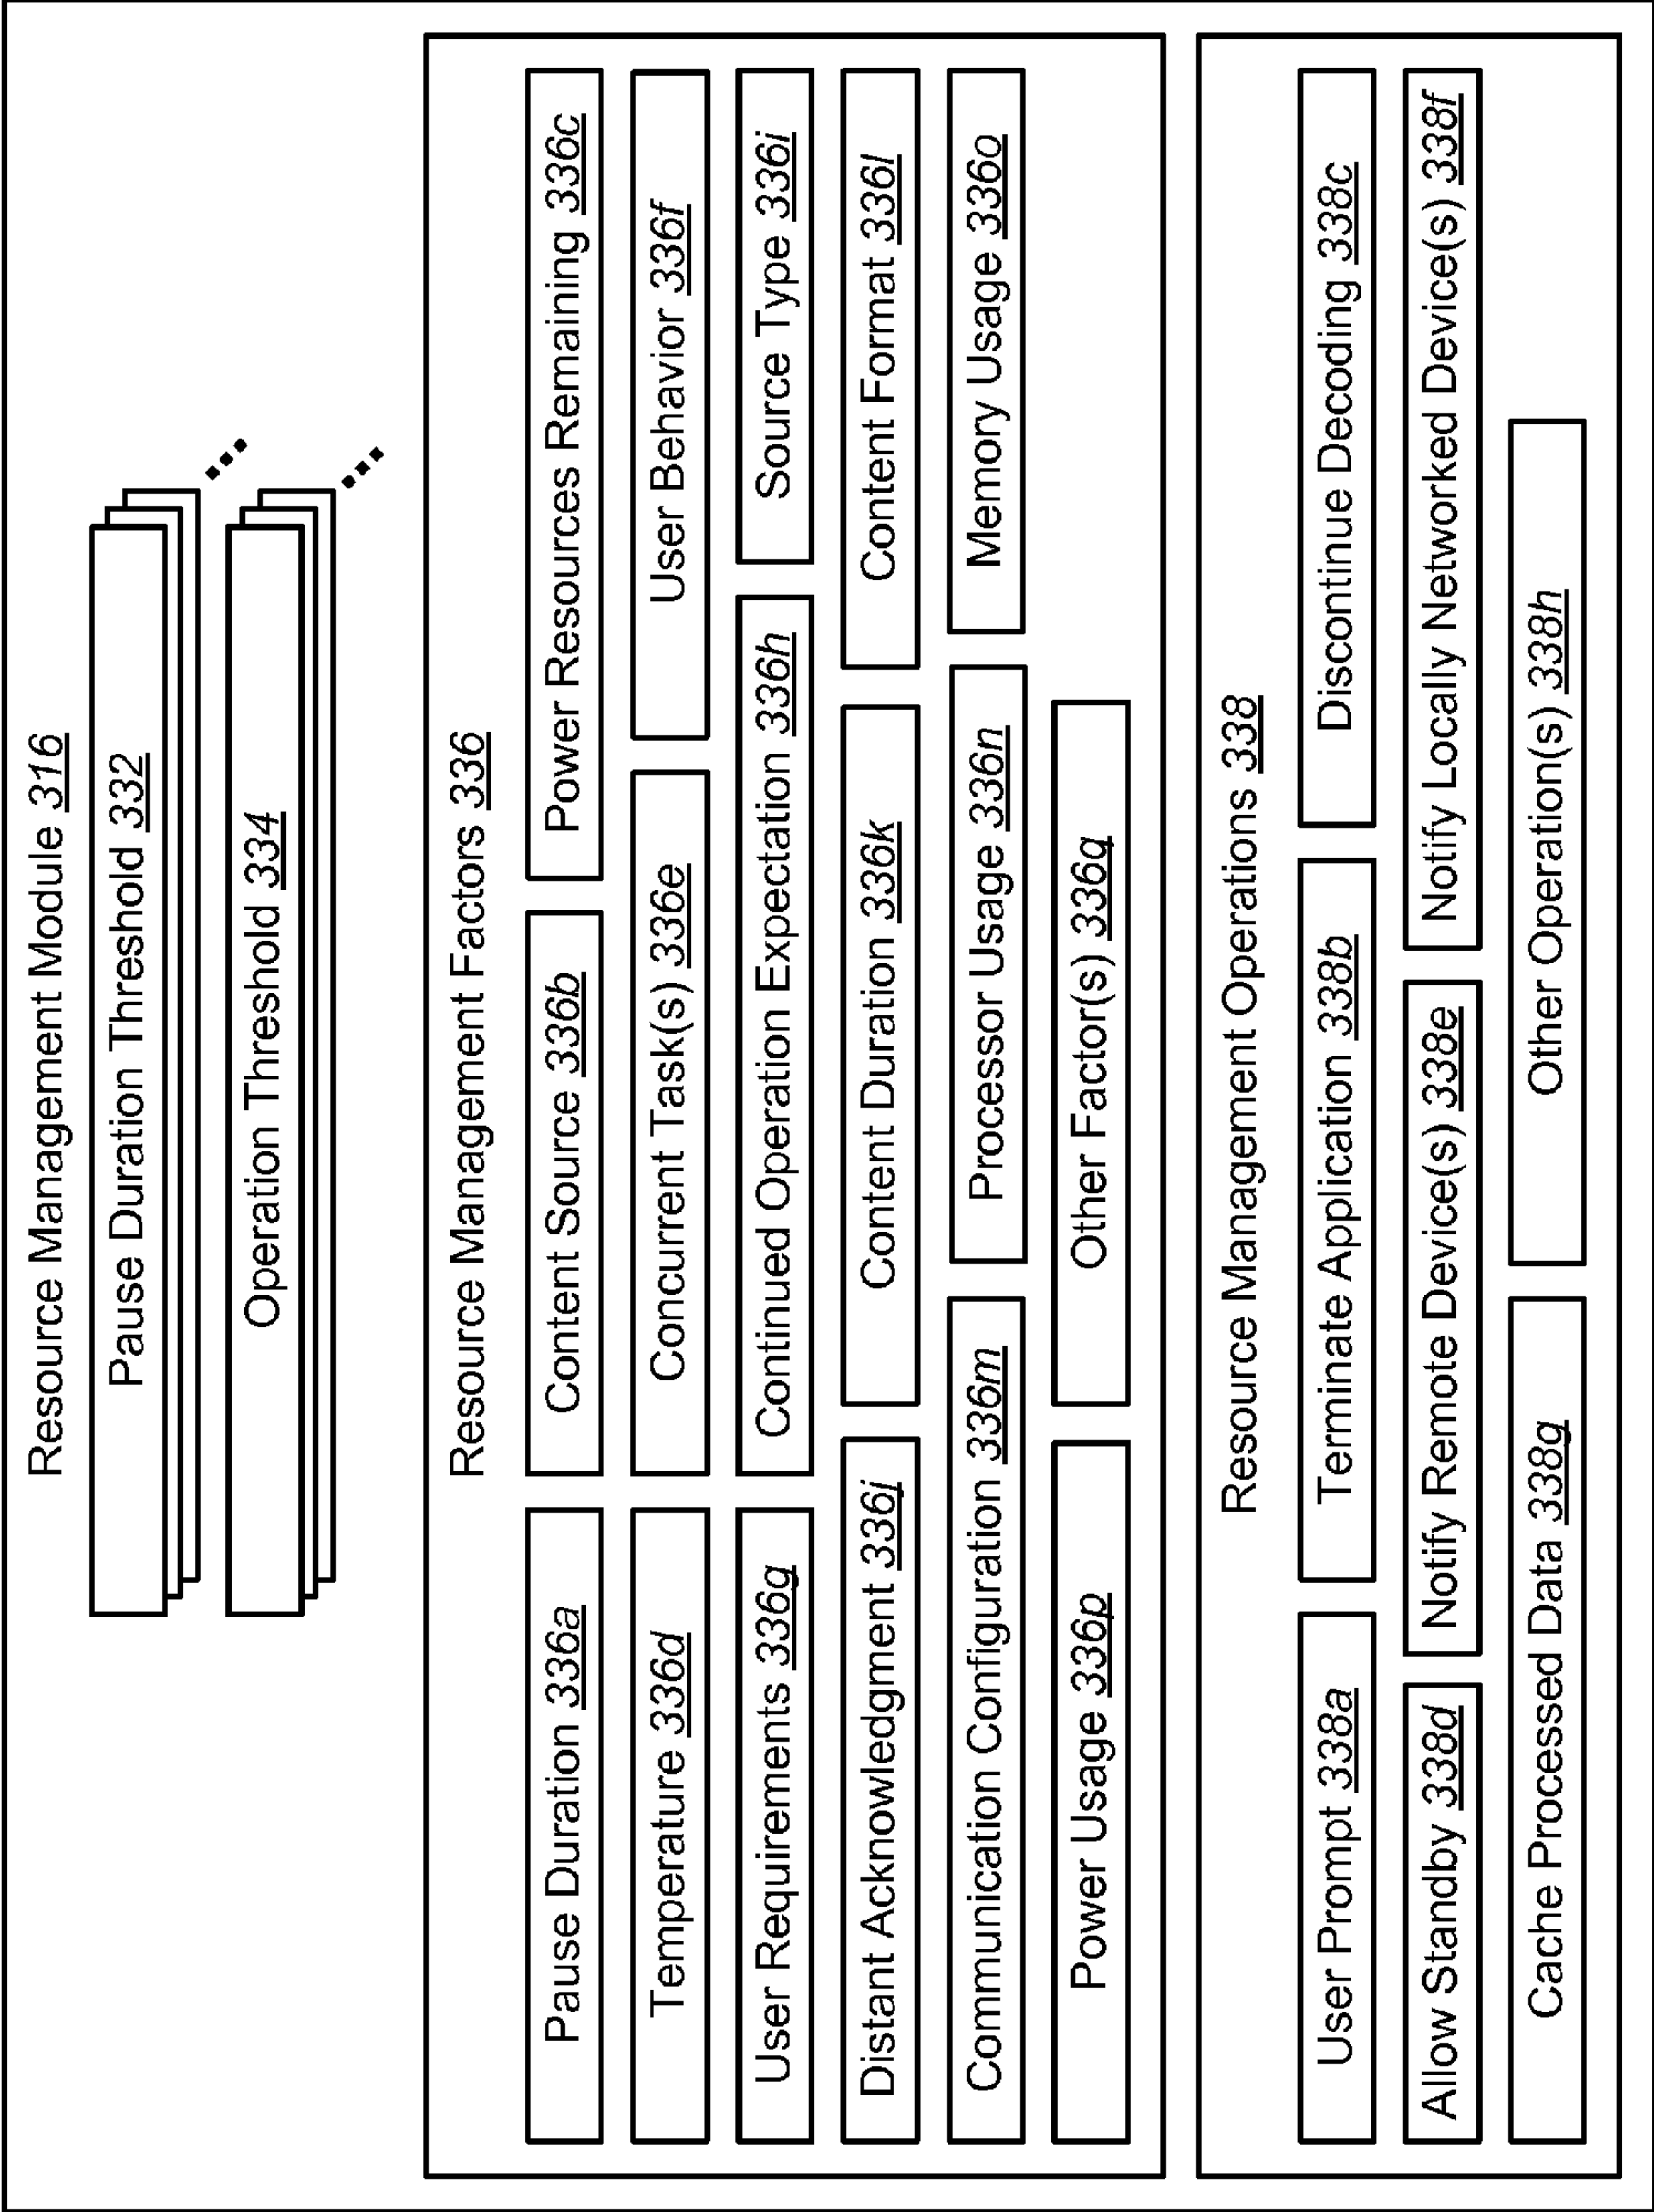 Resource Management Module 316
Pause Duration Threshold 332
Operation Threshold 334
Resource Management Factors 336
Pause Duration 336a
Content Source 336b
Power Resources Remaining 336c
Temperature 336d
Concurrent Task(s) 336e
User Behavior 336f
User Requirements 336g
Continued Operation Expectation 336h
Source Type 336i
Distant Acknowledgment 336j
Content Duration 336k
Content Format 336l
Communication Configuration 336m
Processor Usage 336n
Memory Usage 336o
Power Usage 336p
Other Factor(s) 336q
Resource Management Operations 338
User Prompt 338a
Terminate Application 338b
Discontinue Decoding 338c
Allow Standby 338d
Notify Remote Device(s) 338e
Notify Locally Networked Device(s) 338f
Cache Processed Data 338g
Other Operation(s) 338h